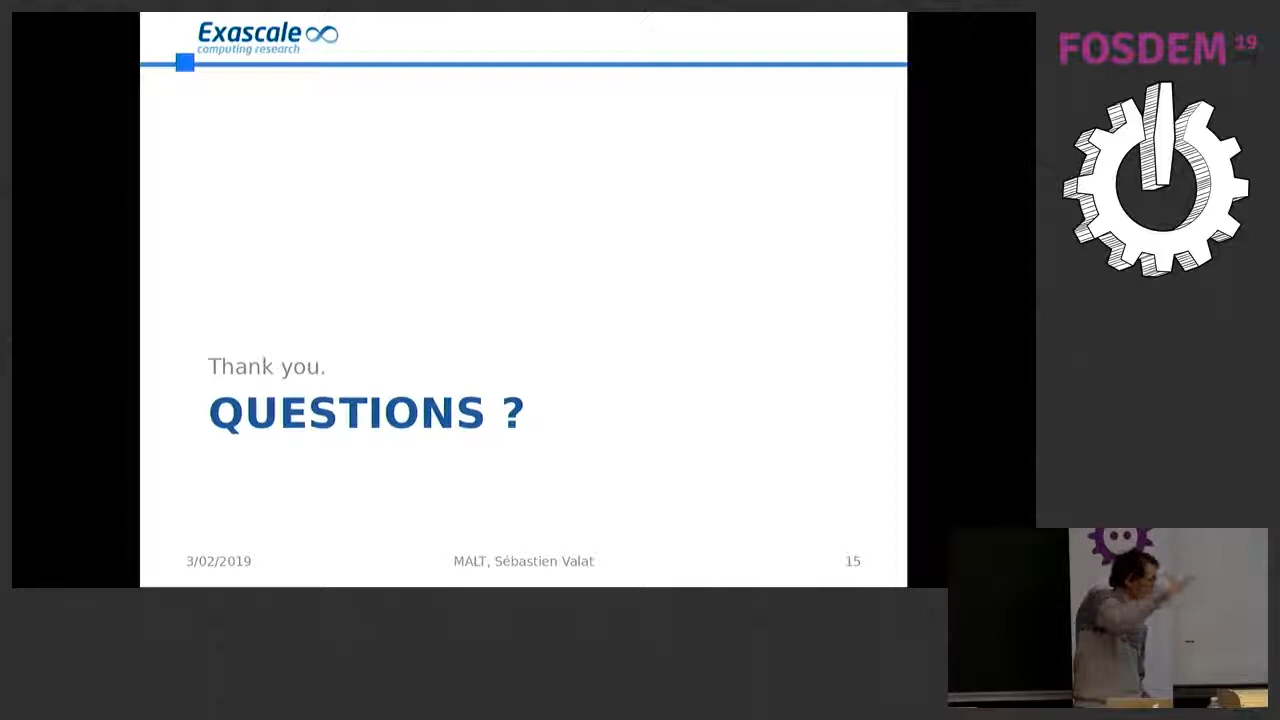 Exascale
computing research
FOSDEM 19
Thank you.
QUESTIONS ?
3/02/2019
MALT, Sébastien Valat
15